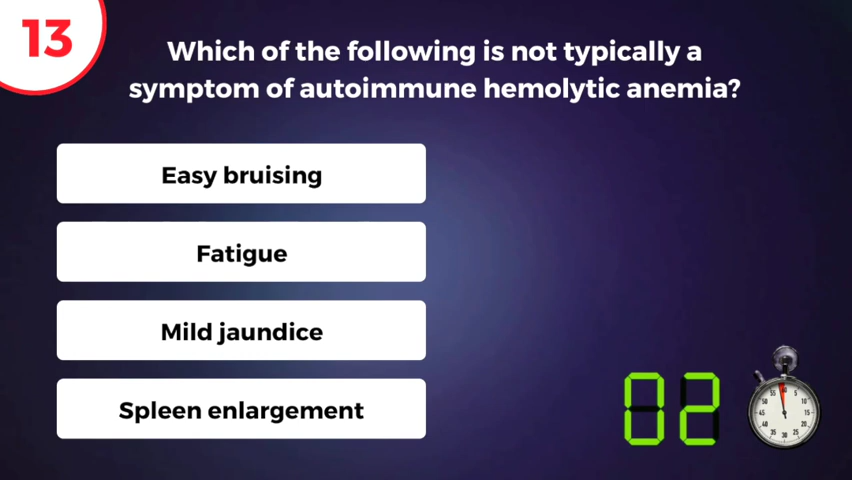 13
Which of the following is not typically a
symptom of autoimmune hemolytic anemia?
Easy bruising
Fatigue
Mild jaundice
Spleen enlargement
02